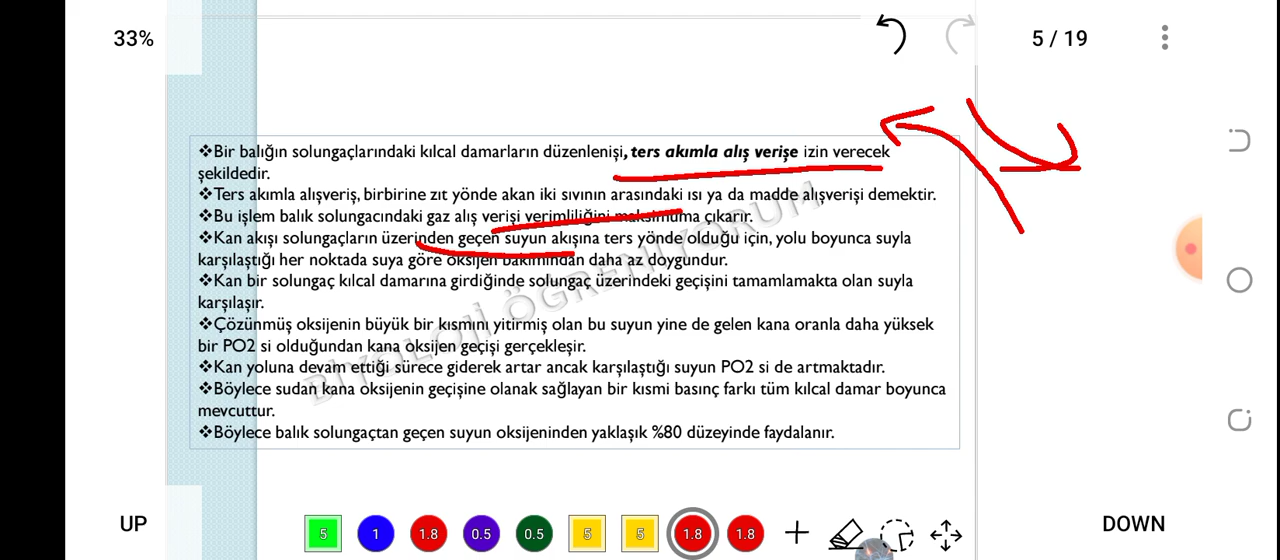 33%
5 / 19
❖Bir balığın solungaçlarındaki kılcal damarların düzenlenişi, ters akımla alış verişe izin verecek
şekildedir.
❖Ters akımla alışveriş, birbirine zıt yönde akan iki sıvının arasındaki ısı ya da madde alışverişi demektir.
❖Bu işlem balık solungacındaki gaz alış verişi verimliliğini maksimuma çıkarır.
❖Kan akışı solungaçların üzerinden geçen suyun akışına ters yönde olduğu için, yolu boyunca suyla
karşılaştığı her noktada suya göre oksijen bakımından daha az doygundur.
❖Kan bir solungaç kılcal damarına girdiğinde solungaç üzerindeki geçişini tamamlamakta olan suyla
karşılaşır.
❖Çözünmüş oksijenin büyük bir kısmını yitirmiş olan bu suyun yine de gelen kana oranla daha yüksek
bir PO2 si olduğundan kana oksijen geçişi gerçekleşir.
❖Kan yoluna devam ettiği sürece giderek artar ancak karşılaştığı suyun PO2 si de artmaktadır.
❖Böylece sudan kana oksijenin geçişine olanak sağlayan bir kısmi basınç farkı tüm kılcal damar boyunca
mevcuttur.
❖Böylece balık solungaçtan geçen suyun oksijeninden yaklaşık %80 düzeyinde faydalanır.
BİYOLOJİ ÖĞRENİYORUM
UP
5 1 1.8 0.5 0.5 5 5 1.8 1.8
DOWN